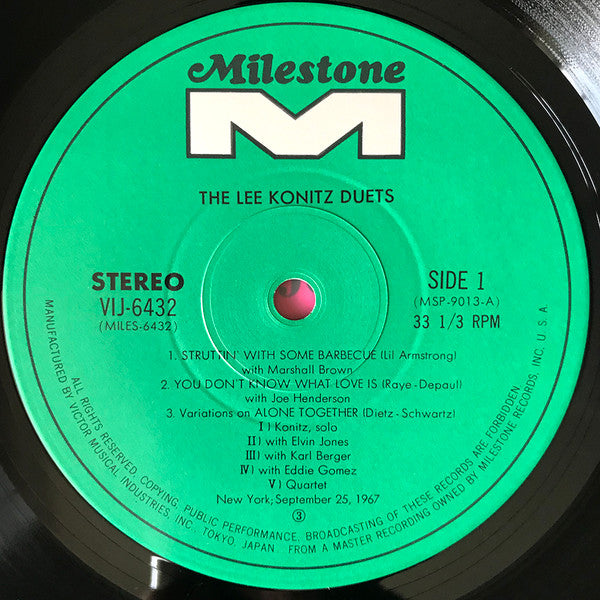 Milestone
M
THE LEE KONITZ DUETS
STEREO
VIJ-6432
(MILES-6432)
SIDE 1
(MSP-9013-A)
33 1/3 RPM
1. STRUTTIN' WITH SOME BARBECUE (Lil Armstrong)
with Marshall Brown
2. YOU DON'T KNOW WHAT LOVE IS (Raye-Depaul)
with Joe Henderson
3. Variations on ALONE TOGETHER (Dietz-Schwartz)
I) Konitz, solo
II) with Elvin Jones
III) with Karl Berger
IV) with Eddie Gomez
V) Quartet
New York, September 25, 1967
③
ALL RIGHTS RESERVED. COPYING, PUBLIC PERFORMANCE, BROADCASTING OF THESE RECORDS ARE FORBIDDEN.
MANUFACTURED BY VICTOR MUSICAL INDUSTRIES, INC., TOKYO, JAPAN. FROM A MASTER RECORDING OWNED BY MILESTONE RECORDS, INC, U.S.A.